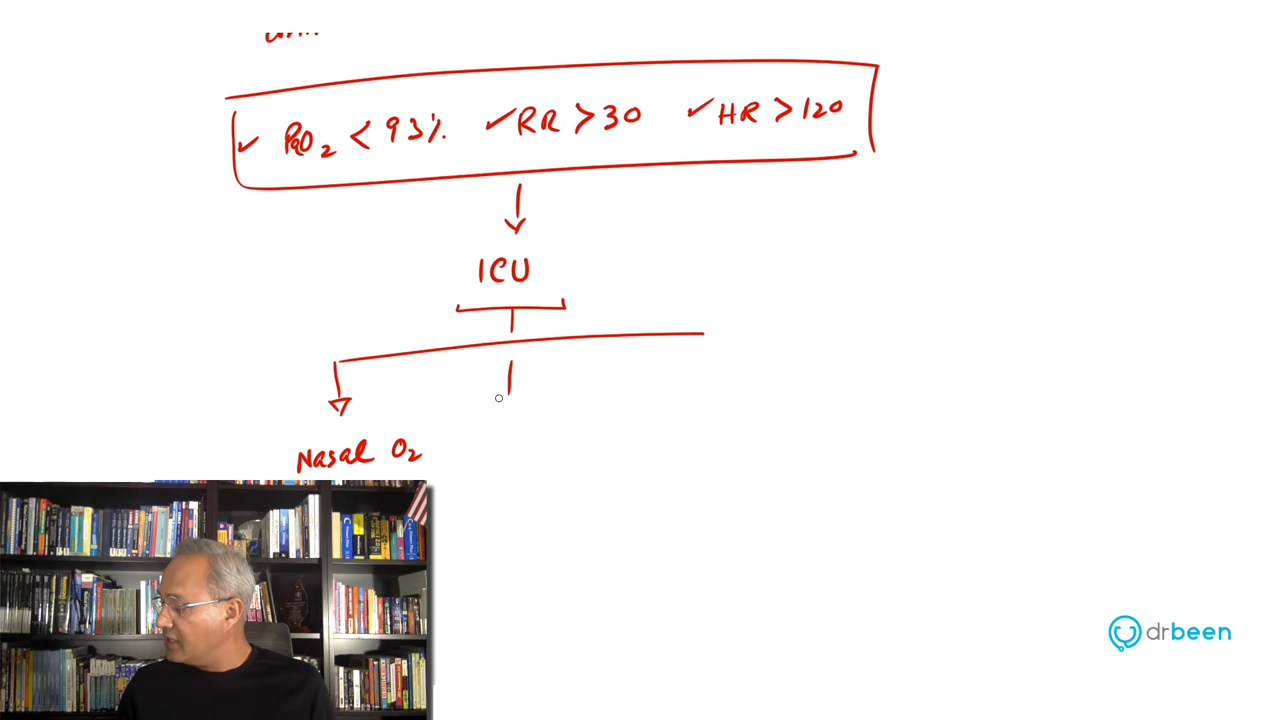 ✓ PaO2 < 93% ✓ RR > 30 ✓ HR > 120
ICU
Nasal O2
drbeen